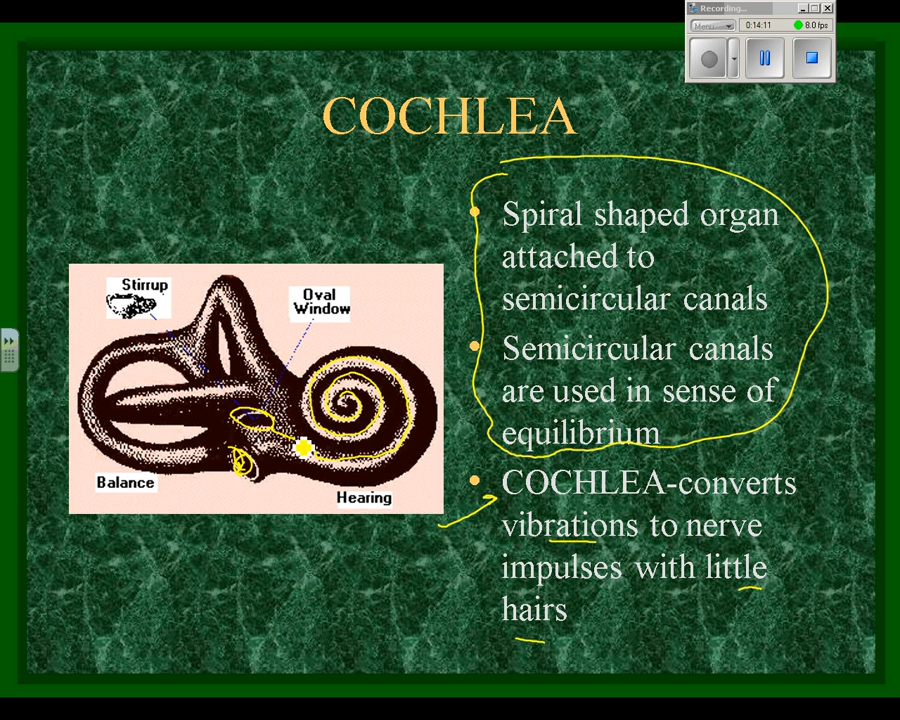 Recording...
Menu
0:14:11
8.0 fps
COCHLEA
• Spiral shaped organ
attached to
semicircular canals
• Semicircular canals
are used in sense of
equilibrium
• COCHLEA-converts
vibrations to nerve
impulses with little
hairs
Stirrup
Oval
Window
Balance
Hearing